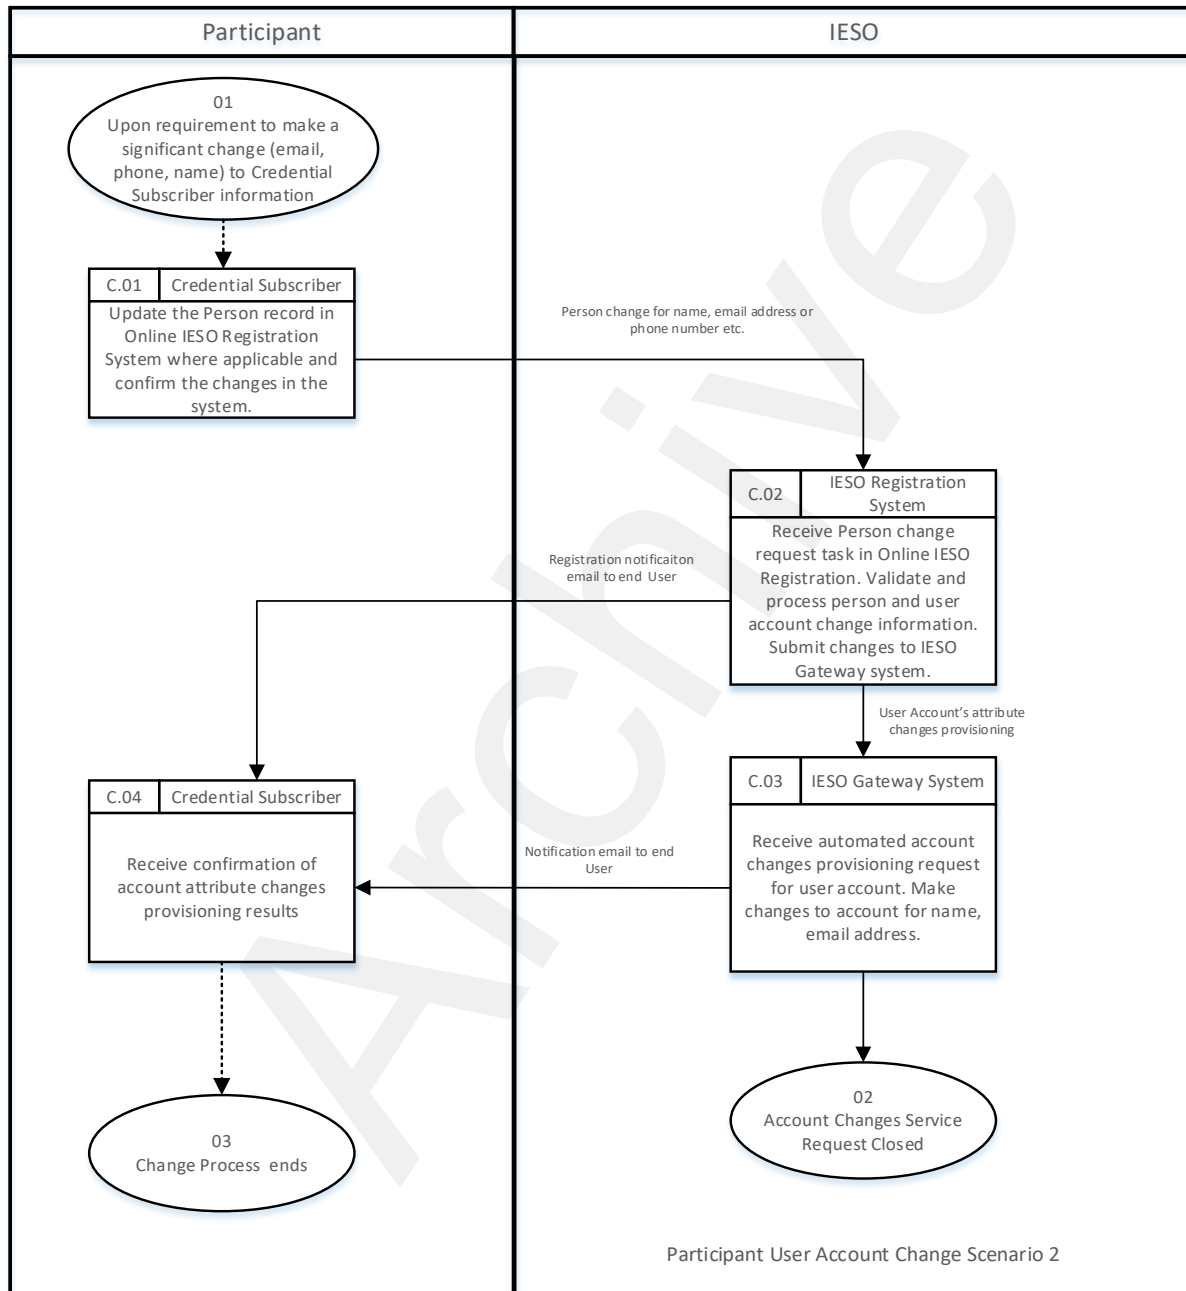 Participant
IESO
01
Upon requirement to make a
significant change (email,
phone, name) to Credential
Subscriber information
C.01
Credential Subscriber
Update the Person record in
Online IESO Registration
System where applicable and
confirm the changes in the
system.
Person change for name, email address or
phone number etc.
C.02
IESO Registration
System
Receive Person change
request task in Online IESO
Registration. Validate and
process person and user
account change information.
Submit changes to IESO
Gateway system.
Registration notificaiton
email to end User
User Account's attribute
changes provisioning
C.03
IESO Gateway System
Receive automated account
changes provisioning request
for user account. Make
changes to account for name,
email address.
C.04
Credential Subscriber
Receive confirmation of
account attribute changes
provisioning results
Notification email to end
User
02
Account Changes Service
Request Closed
03
Change Process ends
Participant User Account Change Scenario 2
Archive